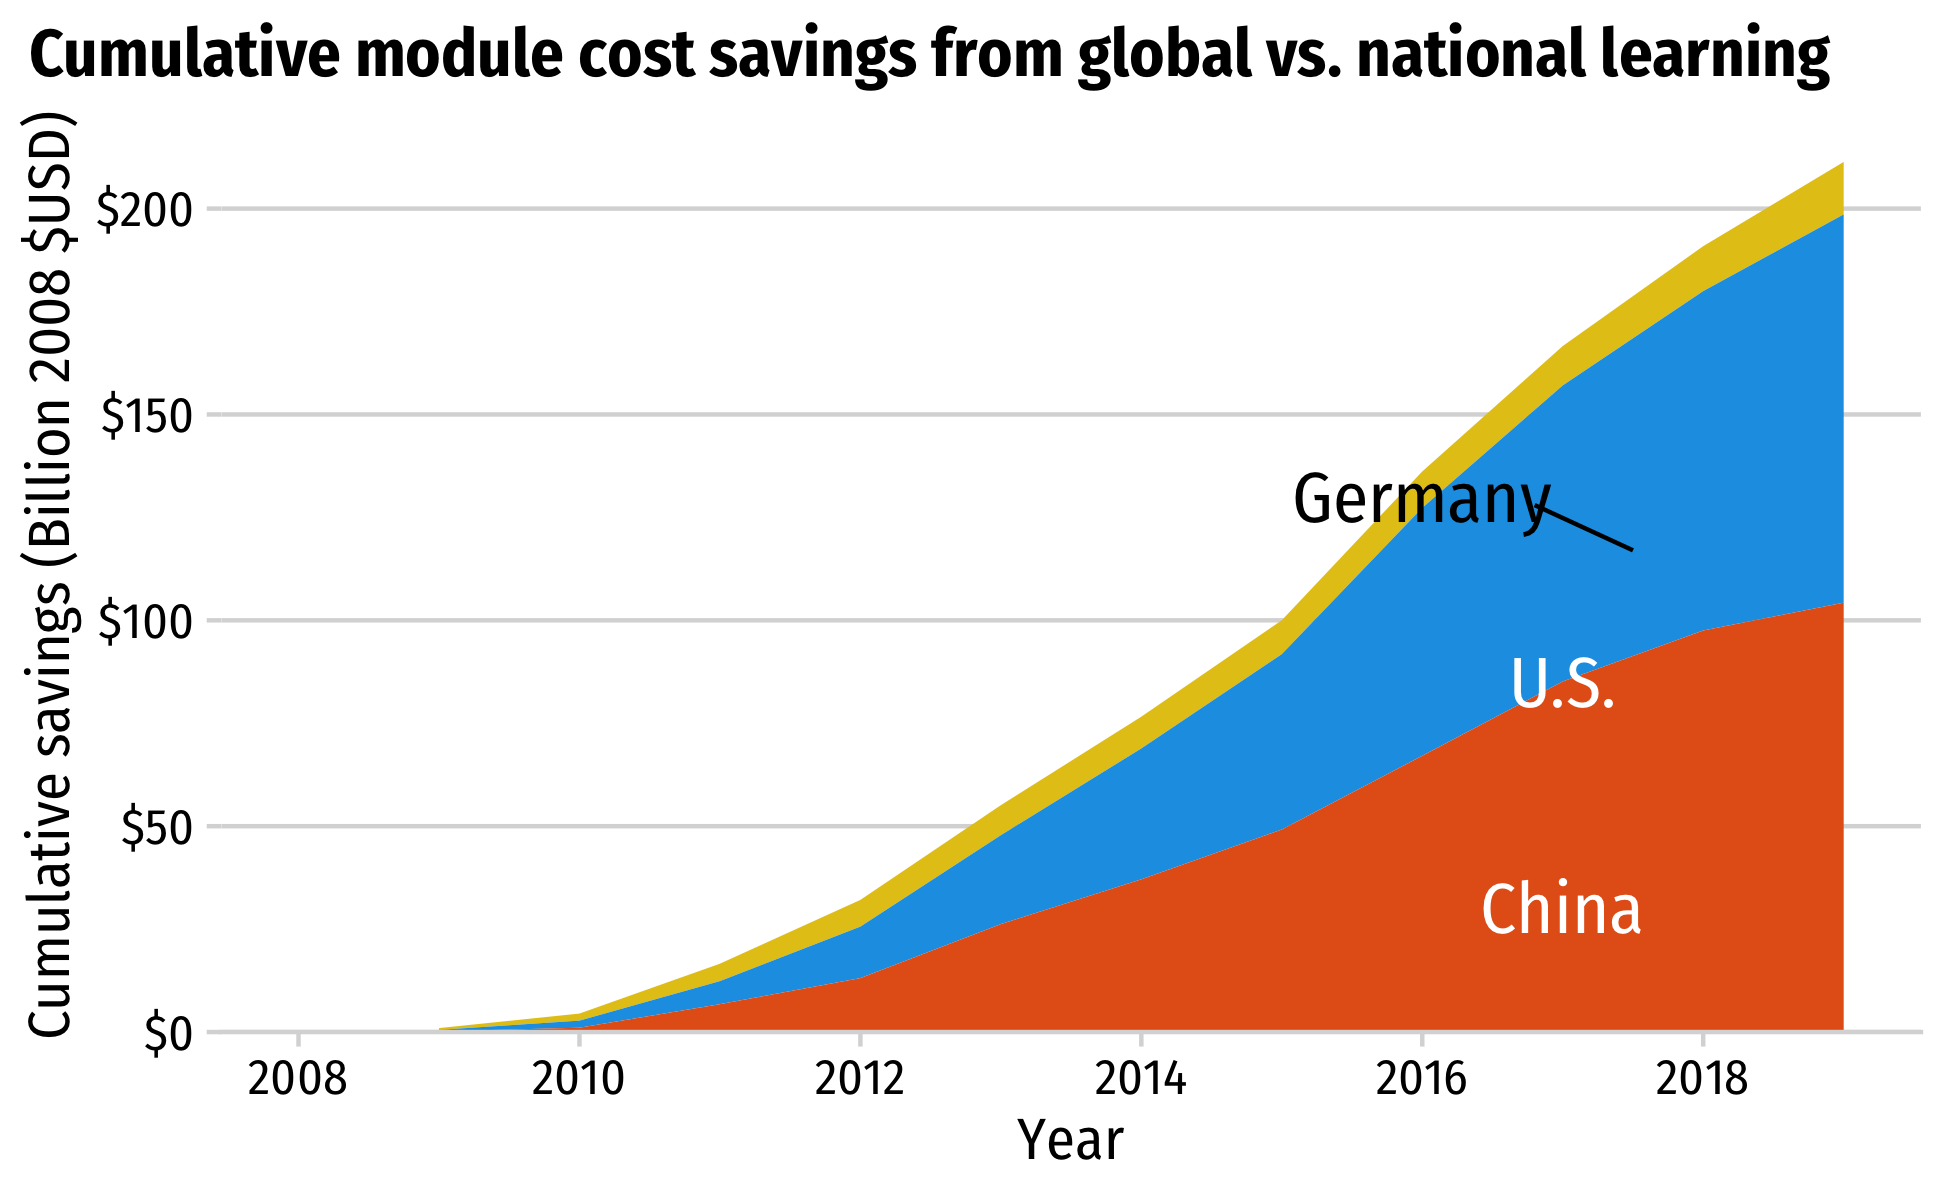 Cumulative module cost savings from global vs. national learning
Cumulative savings (Billion 2008 $USD)
$200
$150
$100
$50
$0
Germany
U.S.
China
2008 2010 2012 2014 2016 2018
Year